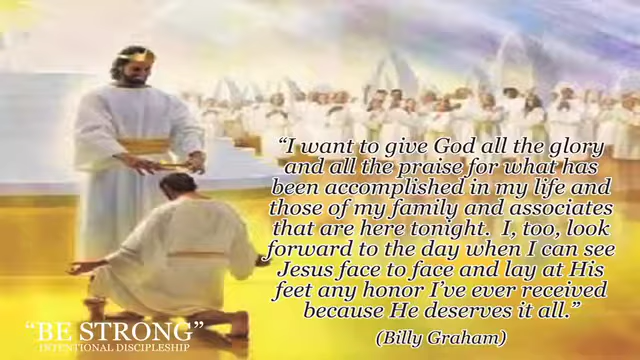 “I want to give God all the glory
and all the praise for what has
been accomplished in my life and
those of my family and associates
that are here tonight.  I, too, look
forward to the day when I can see
Jesus face to face and lay at His
feet any honor I’ve ever received
because He deserves it all.”
(Billy Graham)
“BE STRONG”
INTENTIONAL DISCIPLESHIP